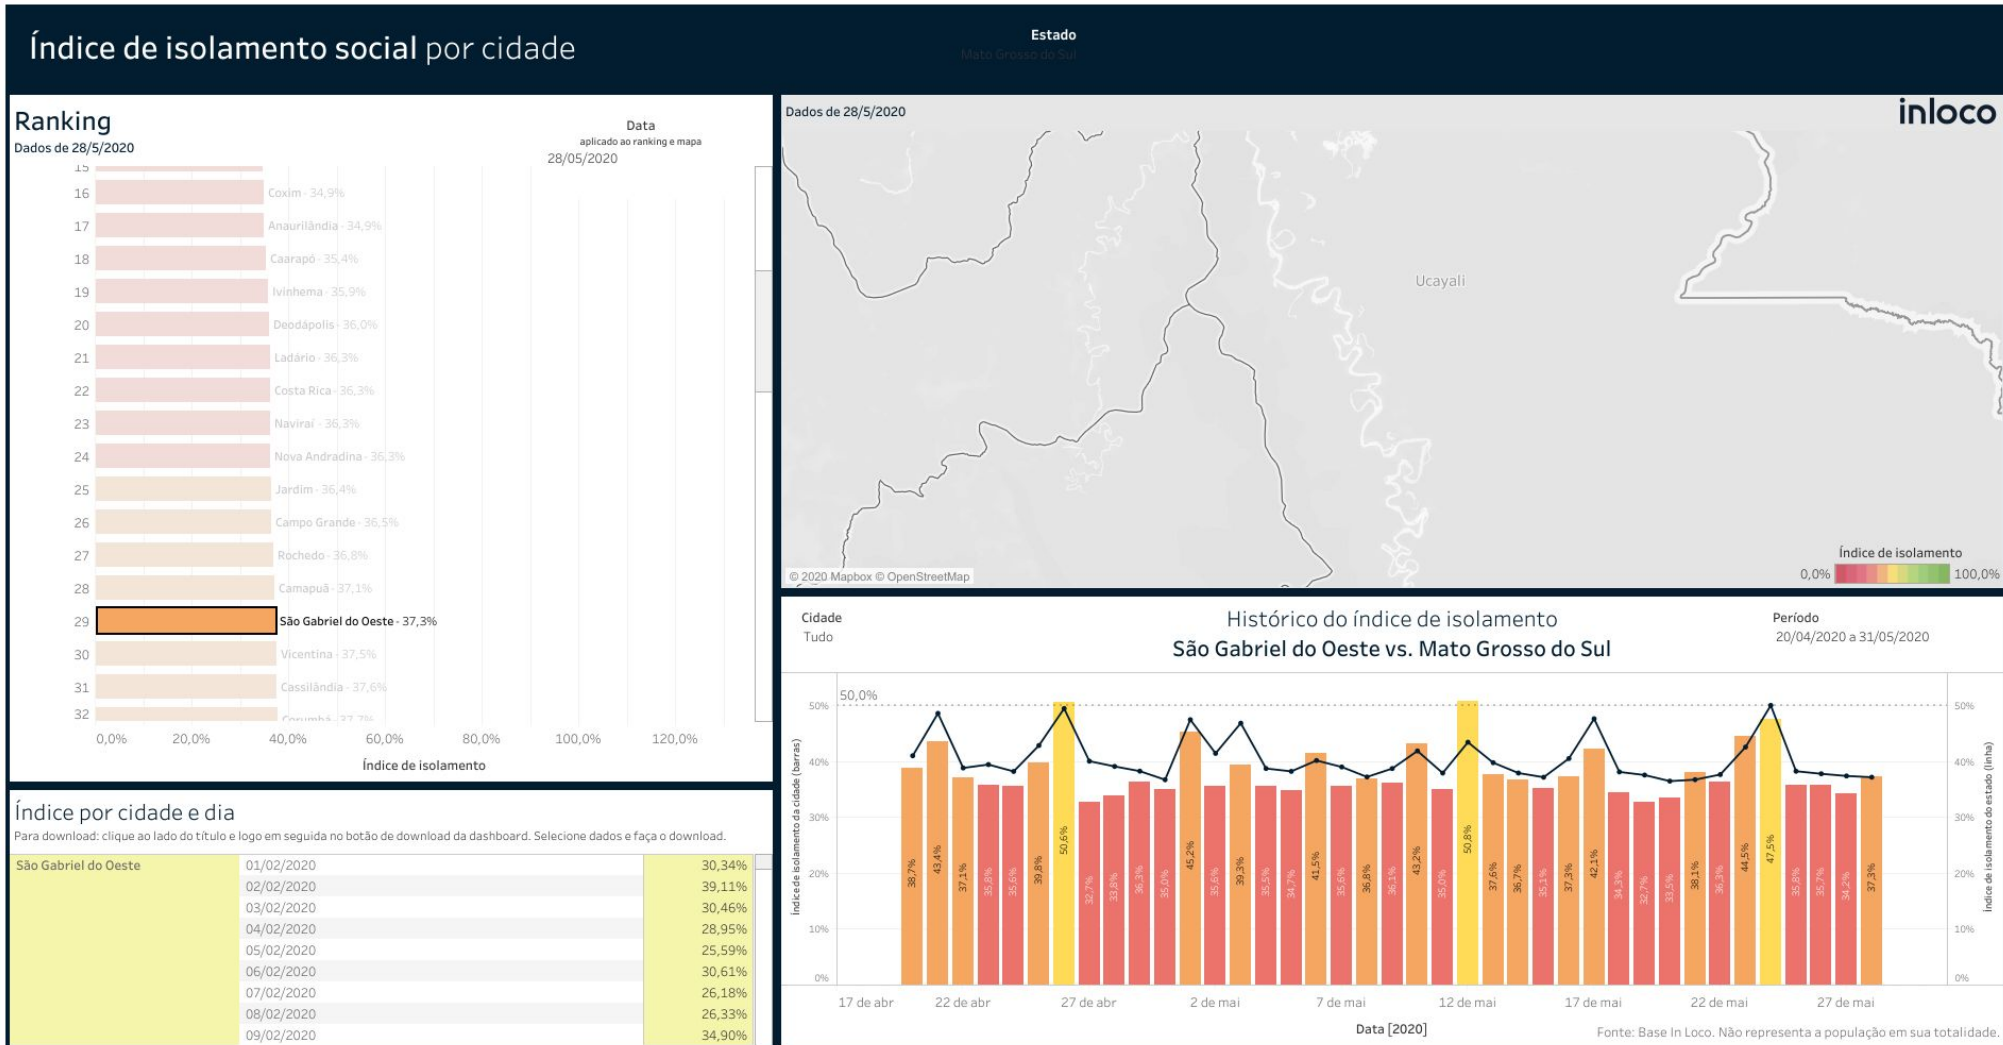 Índice de isolamento social por cidade
Estado
Mato Grosso do Sul
Ranking
Dados de 28/5/2020
Data
aplicado ao ranking e mapa
28/05/2020
15
16 Coxim - 34,9%
17 Anaurilândia - 34,9%
18 Caarapó - 35,4%
19 Ivinhema - 35,9%
20 Deodápolis - 36,0%
21 Ladário - 36,3%
22 Costa Rica - 36,3%
23 Naviraí - 36,3%
24 Nova Andradina - 36,3%
25 Jardim - 36,4%
26 Campo Grande - 36,5%
27 Rochedo - 36,8%
28 Camapuã - 37,1%
29 São Gabriel do Oeste - 37,3%
30 Vicentina - 37,5%
31 Cassilândia - 37,6%
32 Corumbá - 37,7%
0,0% 20,0% 40,0% 60,0% 80,0% 100,0% 120,0%
Índice de isolamento
Índice por cidade e dia
Para download: clique ao lado do título e logo em seguida no botão de download da dashboard. Selecione dados e faça o download.
São Gabriel do Oeste 01/02/2020 30,34%
02/02/2020 39,11%
03/02/2020 30,46%
04/02/2020 28,95%
05/02/2020 25,59%
06/02/2020 30,61%
07/02/2020 26,18%
08/02/2020 26,33%
09/02/2020 34,90%
Dados de 28/5/2020
inloco
Ucayali
Índice de isolamento
0,0% 100,0%
© 2020 Mapbox © OpenStreetMap
Cidade
Tudo
Histórico do índice de isolamento
São Gabriel do Oeste vs. Mato Grosso do Sul
Período
20/04/2020 a 31/05/2020
50,0%
Índice de isolamento da cidade (barras)
50%
40%
30%
20%
10%
0%
38,7% 43,4% 37,1% 35,8% 35,6% 39,8% 50,6% 32,7% 33,8% 36,3% 35,0% 45,2% 35,6% 39,3% 35,5% 34,7% 41,5% 35,6% 36,8% 36,1% 43,2% 35,0% 50,8% 37,6% 36,7% 35,1% 37,3% 42,1% 34,3% 32,7% 33,5% 38,1% 36,3% 44,5% 47,5% 35,8% 35,7% 34,2% 37,3%
50%
40%
30%
20%
10%
0%
Índice de isolamento do estado (linha)
17 de abr 22 de abr 27 de abr 2 de mai 7 de mai 12 de mai 17 de mai 22 de mai 27 de mai
Data [2020]
Fonte: Base In Loco. Não representa a população em sua totalidade.